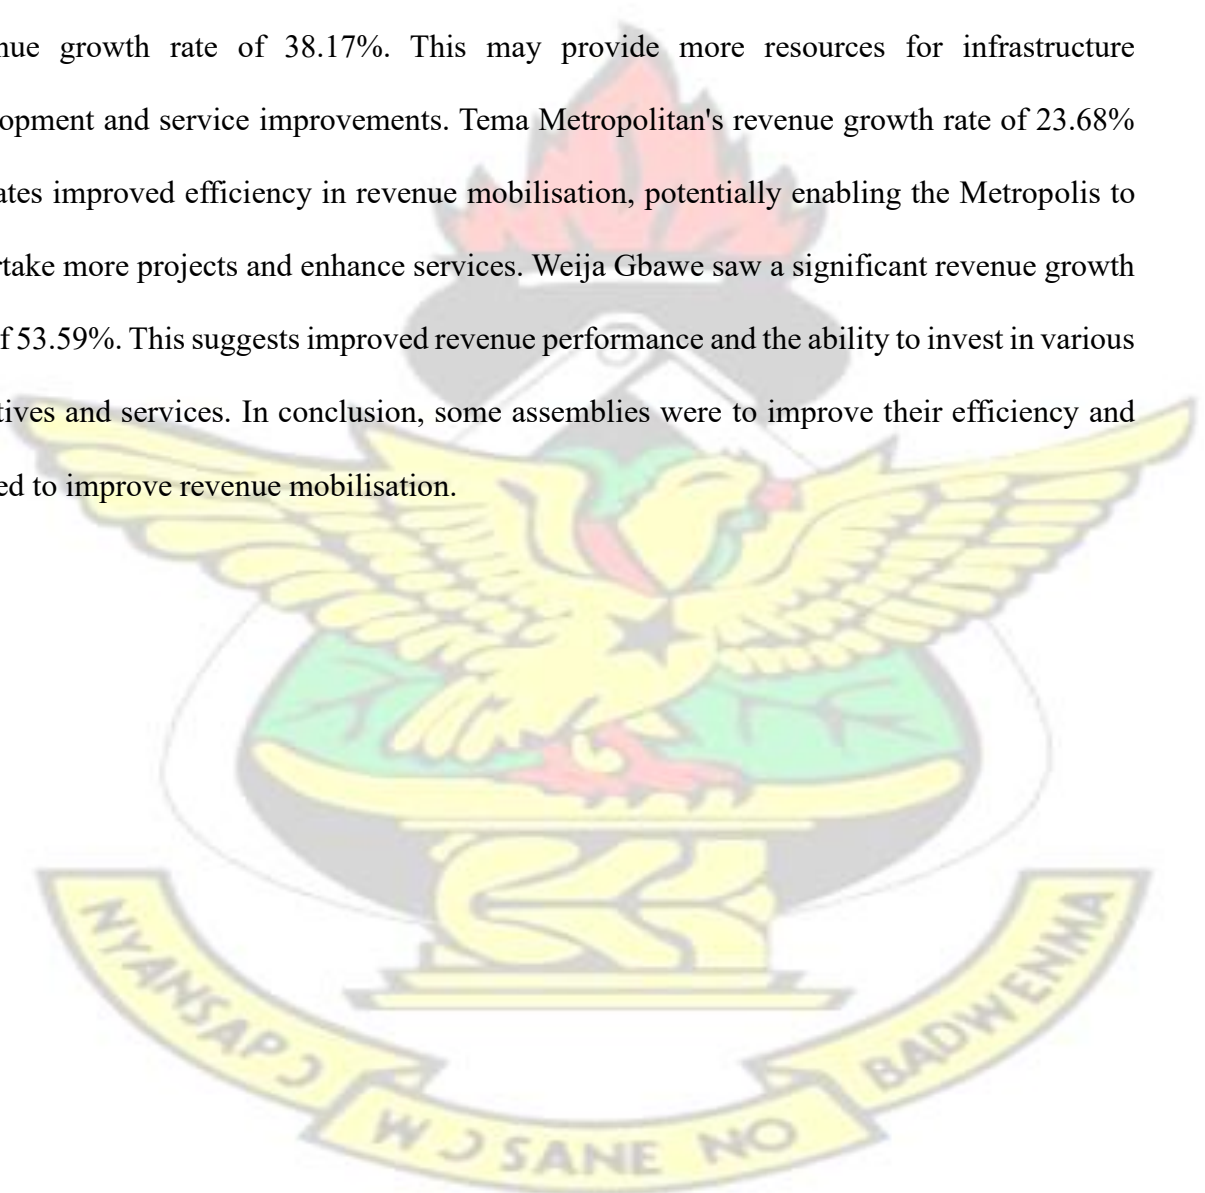 nue growth rate of 38.17%. This may provide more resources for infrastructure
opment and service improvements. Tema Metropolitan's revenue growth rate of 23.68%
ates improved efficiency in revenue mobilisation, potentially enabling the Metropolis to
rtake more projects and enhance services. Weija Gbawe saw a significant revenue growth
f 53.59%. This suggests improved revenue performance and the ability to invest in various
tives and services. In conclusion, some assemblies were to improve their efficiency and
ed to improve revenue mobilisation.
NYANSAPƆ
WƆSANE NO
BADWENMA